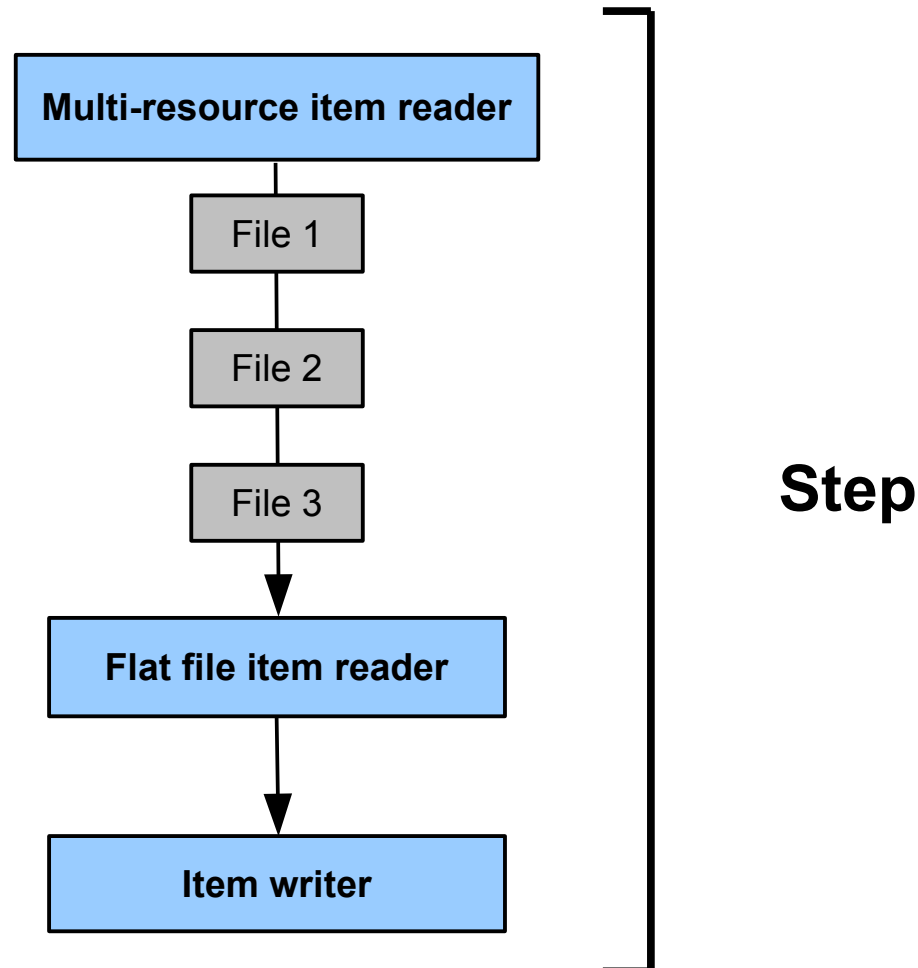 Multi-resource item reader
File 1
File 2
File 3
Step
Flat file item reader
Item writer